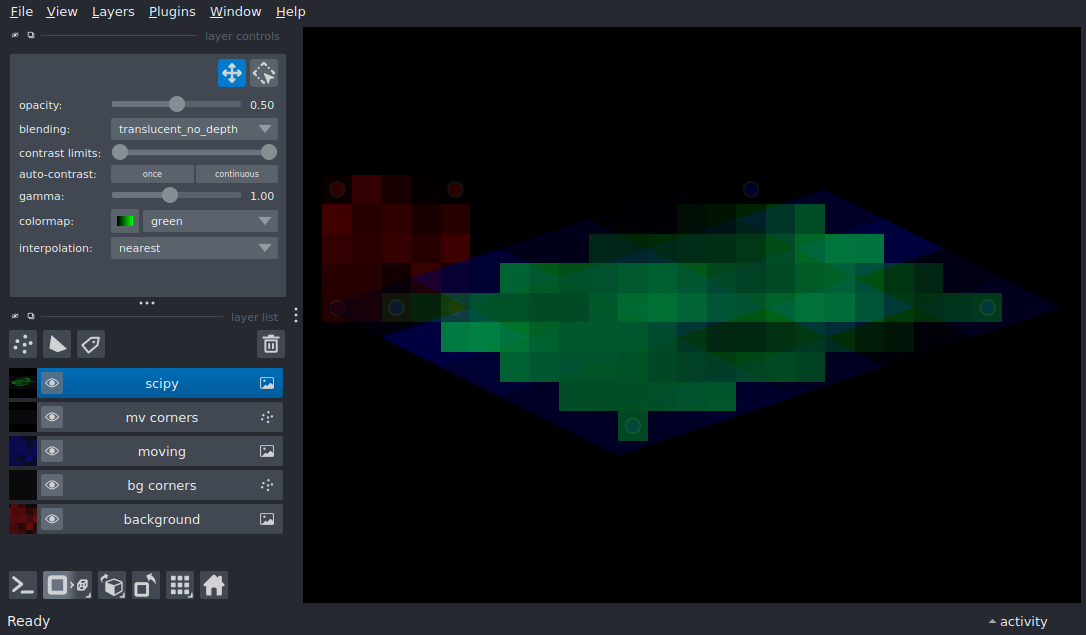 File View Layers Plugins Window Help
layer controls
opacity: 0.50
blending: translucent_no_depth
contrast limits:
auto-contrast: once continuous
gamma: 1.00
colormap: green
interpolation: nearest
layer list
scipy
mv corners
moving
bg corners
background
Ready
activity